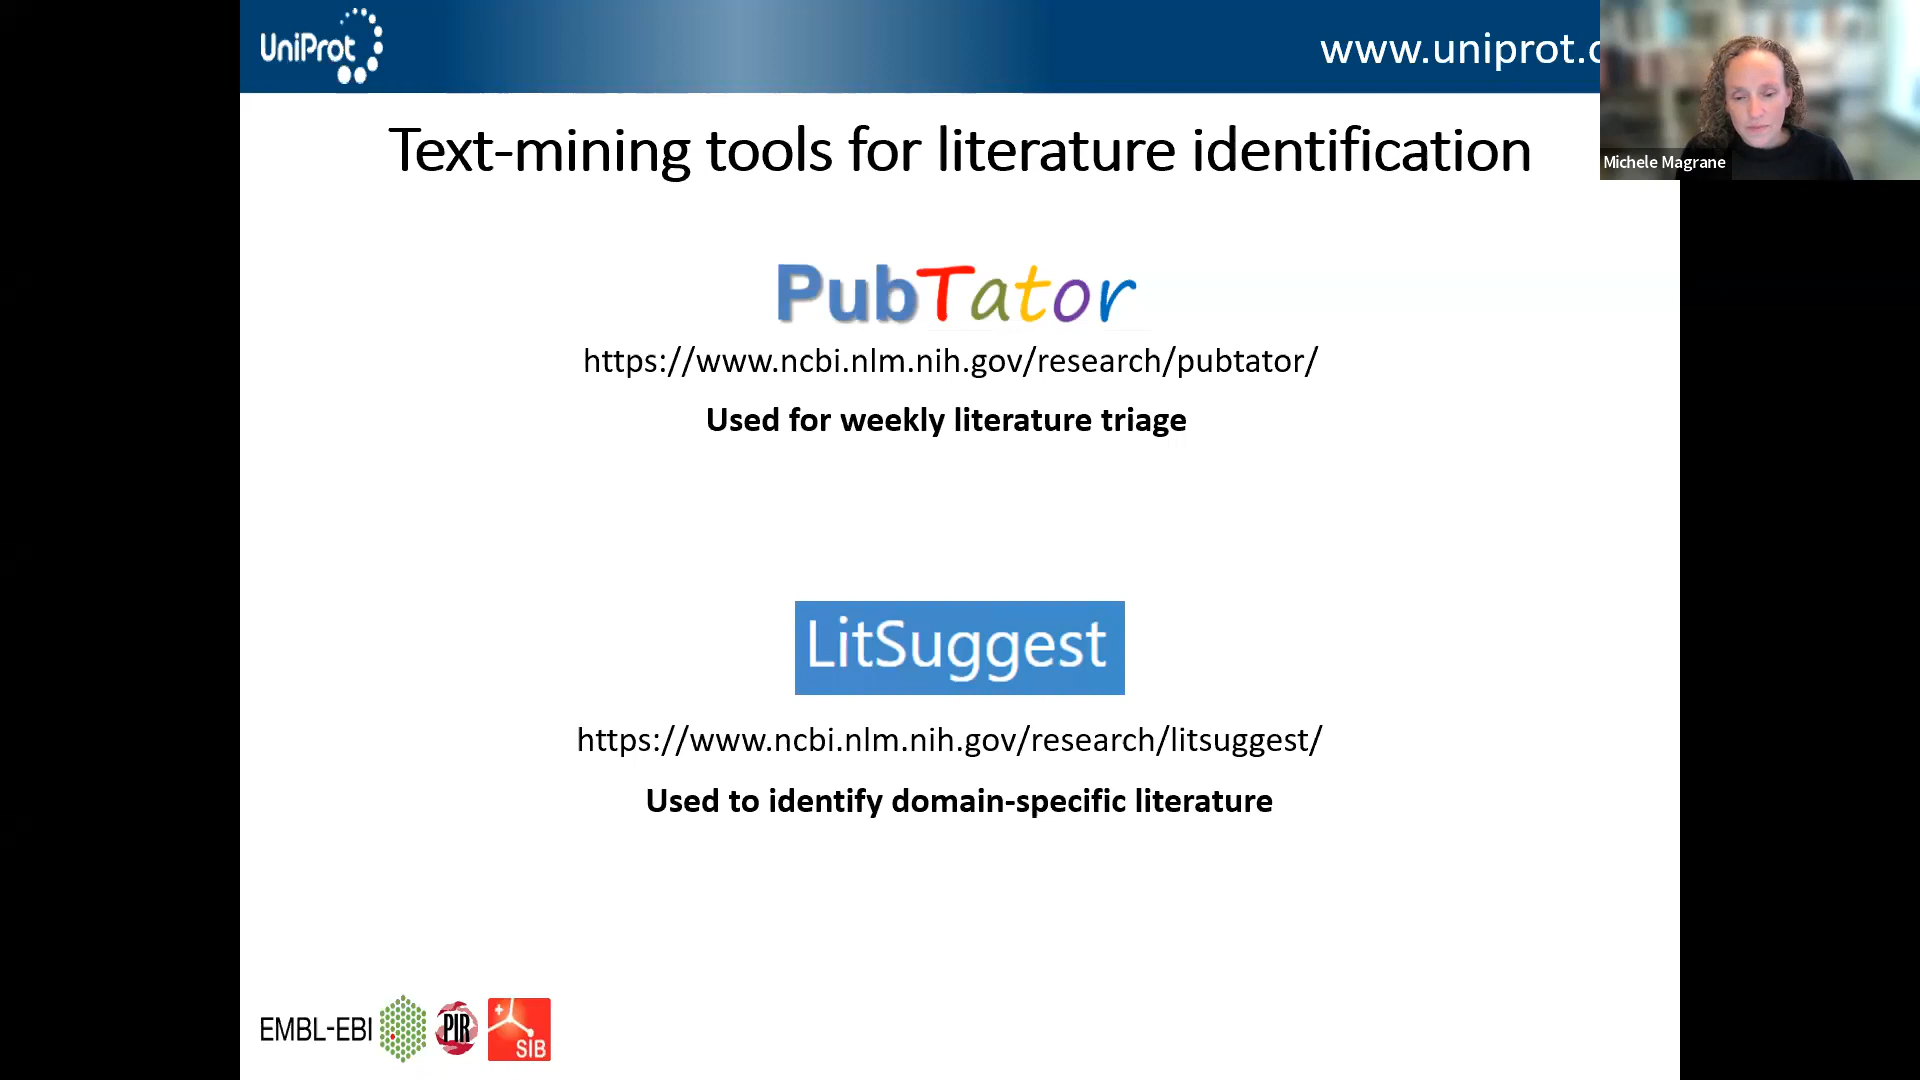 UniProt
www.uniprot.o
Michele Magrane
Text-mining tools for literature identification
PubTator
https://www.ncbi.nlm.nih.gov/research/pubtator/
Used for weekly literature triage
LitSuggest
https://www.ncbi.nlm.nih.gov/research/litsuggest/
Used to identify domain-specific literature
EMBL-EBI
PIR
SIB